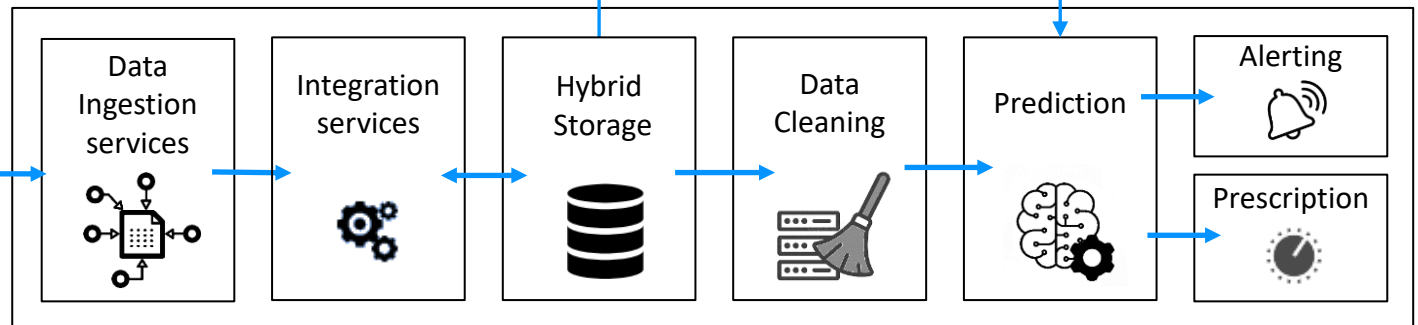 Data
Ingestion
services
Integration
services
Hybrid
Storage
Data
Cleaning
Prediction
Alerting
Prescription